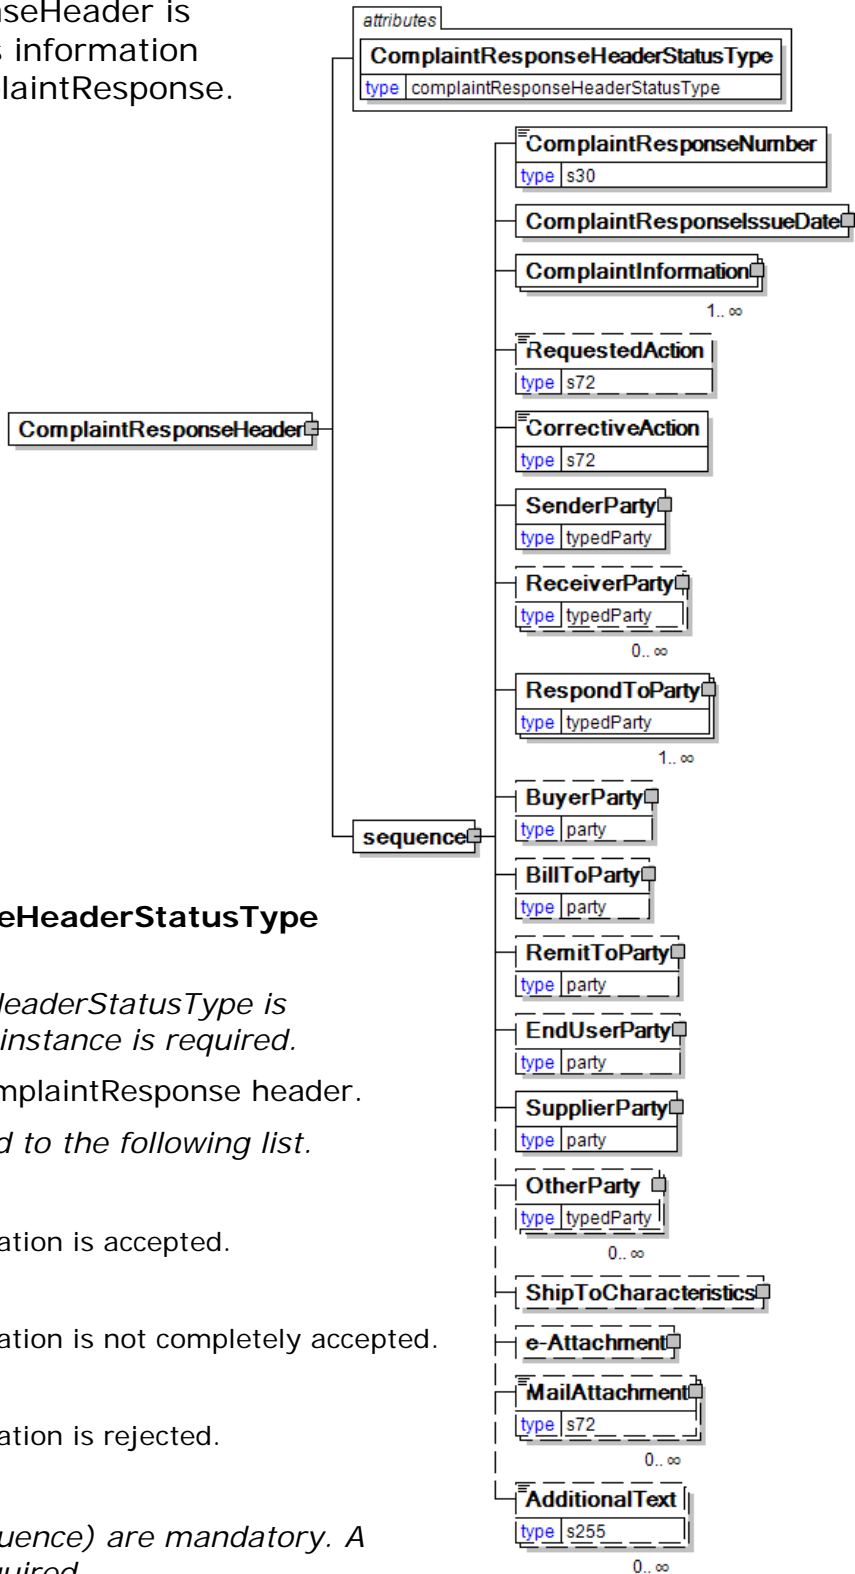 nseHeader is
s information
laintResponse.
attributes
ComplaintResponseHeaderStatusType
type complaintResponseHeaderStatusType
ComplaintResponseNumber
type s30
ComplaintResponseIssueDate
ComplaintInformation
1..∞
RequestedAction
type s72
ComplaintResponseHeader
CorrectiveAction
type s72
SenderParty
type typedParty
ReceiverParty
type typedParty
0..∞
RespondToParty
type typedParty
1..∞
sequence
BuyerParty
type party
BillToParty
type party
RemitToParty
type party
EndUserParty
type party
SupplierParty
type party
OtherParty
type typedParty
0..∞
ShipToCharacteristics
e-Attachment
MailAttachment
type s72
0..∞
AdditionalText
type s255
0..∞
eHeaderStatusType
HeaderStatusType is
instance is required.
mplaintResponse header.
d to the following list.
ation is accepted.
ation is not completely accepted.
ation is rejected.
uence) are mandatory. A
quired